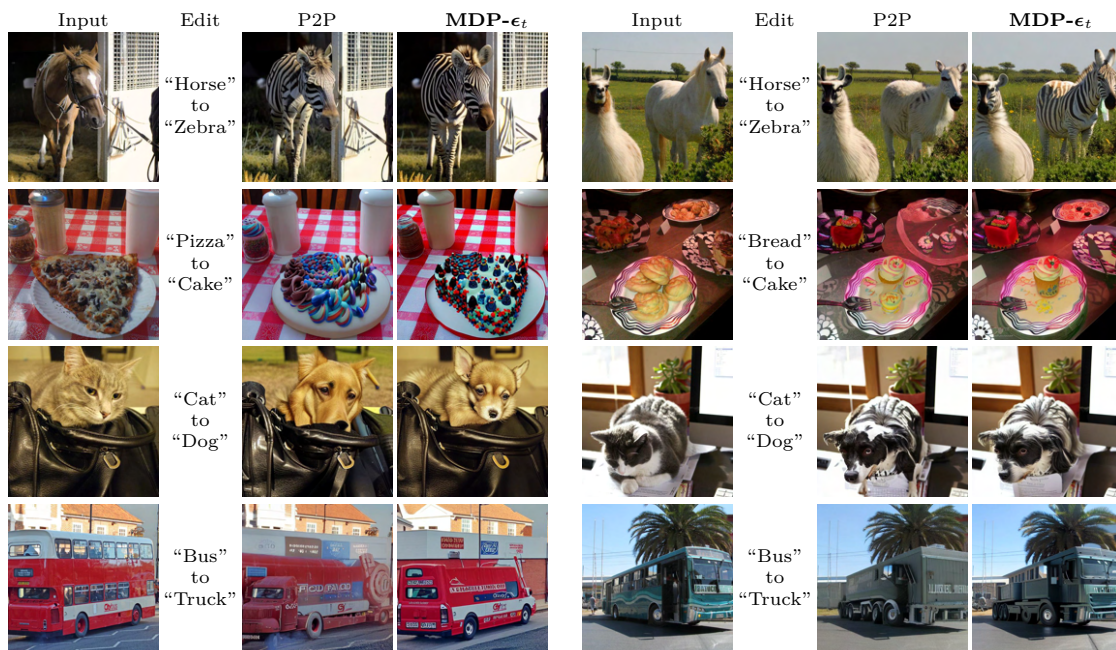 Input Edit P2P MDP-ϵt Input Edit P2P MDP-ϵt
“Horse”
to
“Zebra”
“Horse”
to
“Zebra”
“Pizza”
to
“Cake”
“Bread”
to
“Cake”
“Cat”
to
“Dog”
“Cat”
to
“Dog”
“Bus”
to
“Truck”
“Bus”
to
“Truck”